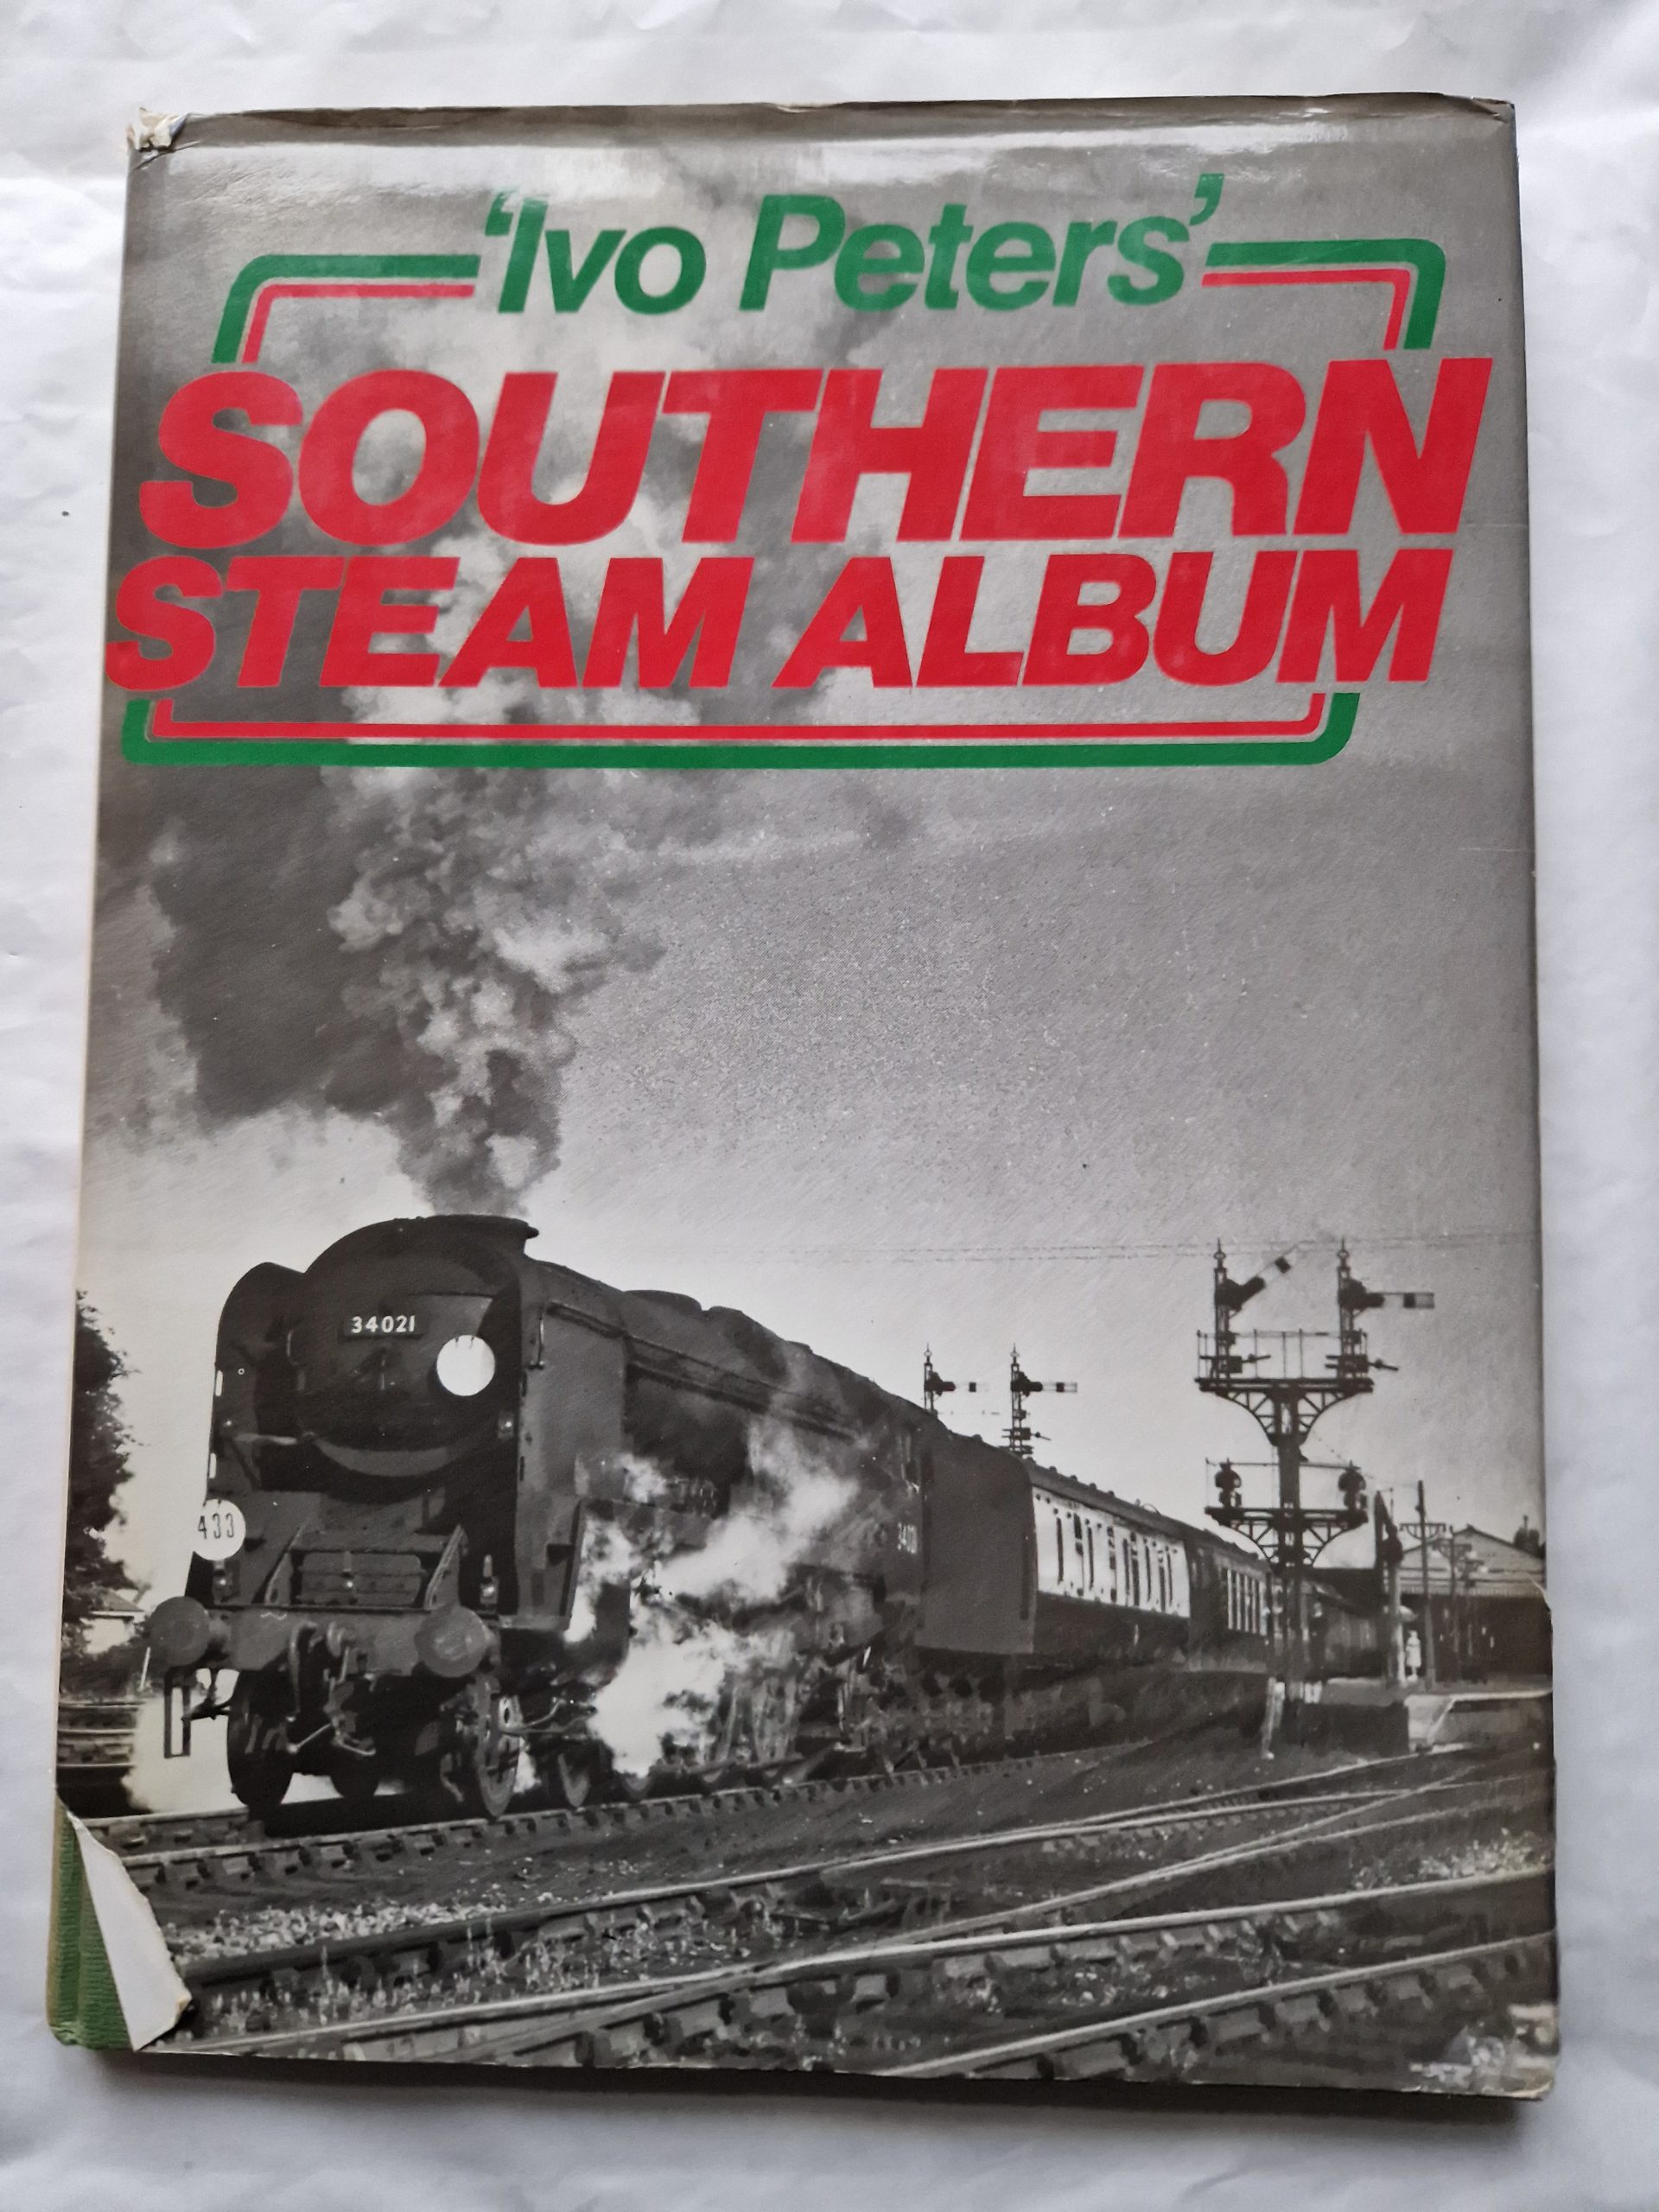 'Ivo Peters'
SOUTHERN
STEAM ALBUM
34021
433